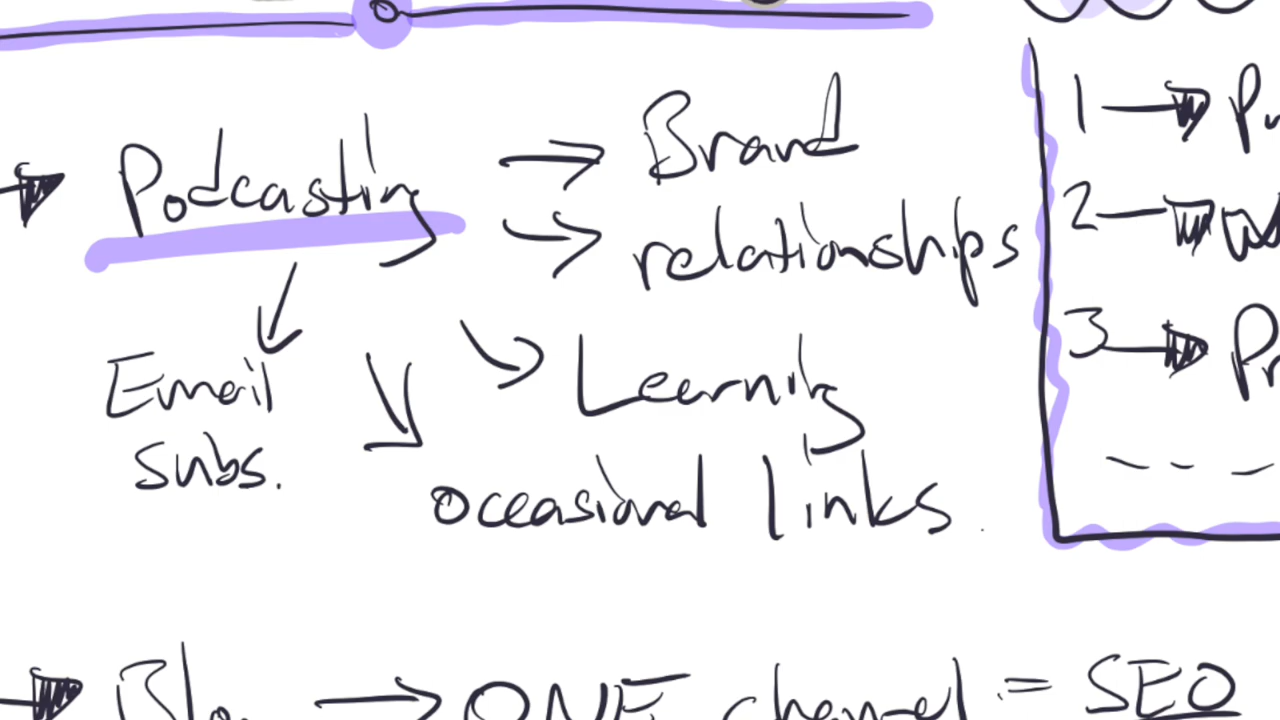 Podcasting → Brand
→ relationships
Email subs.
Learning
occasional links.
1
2
3
→ ONE channel = SEO